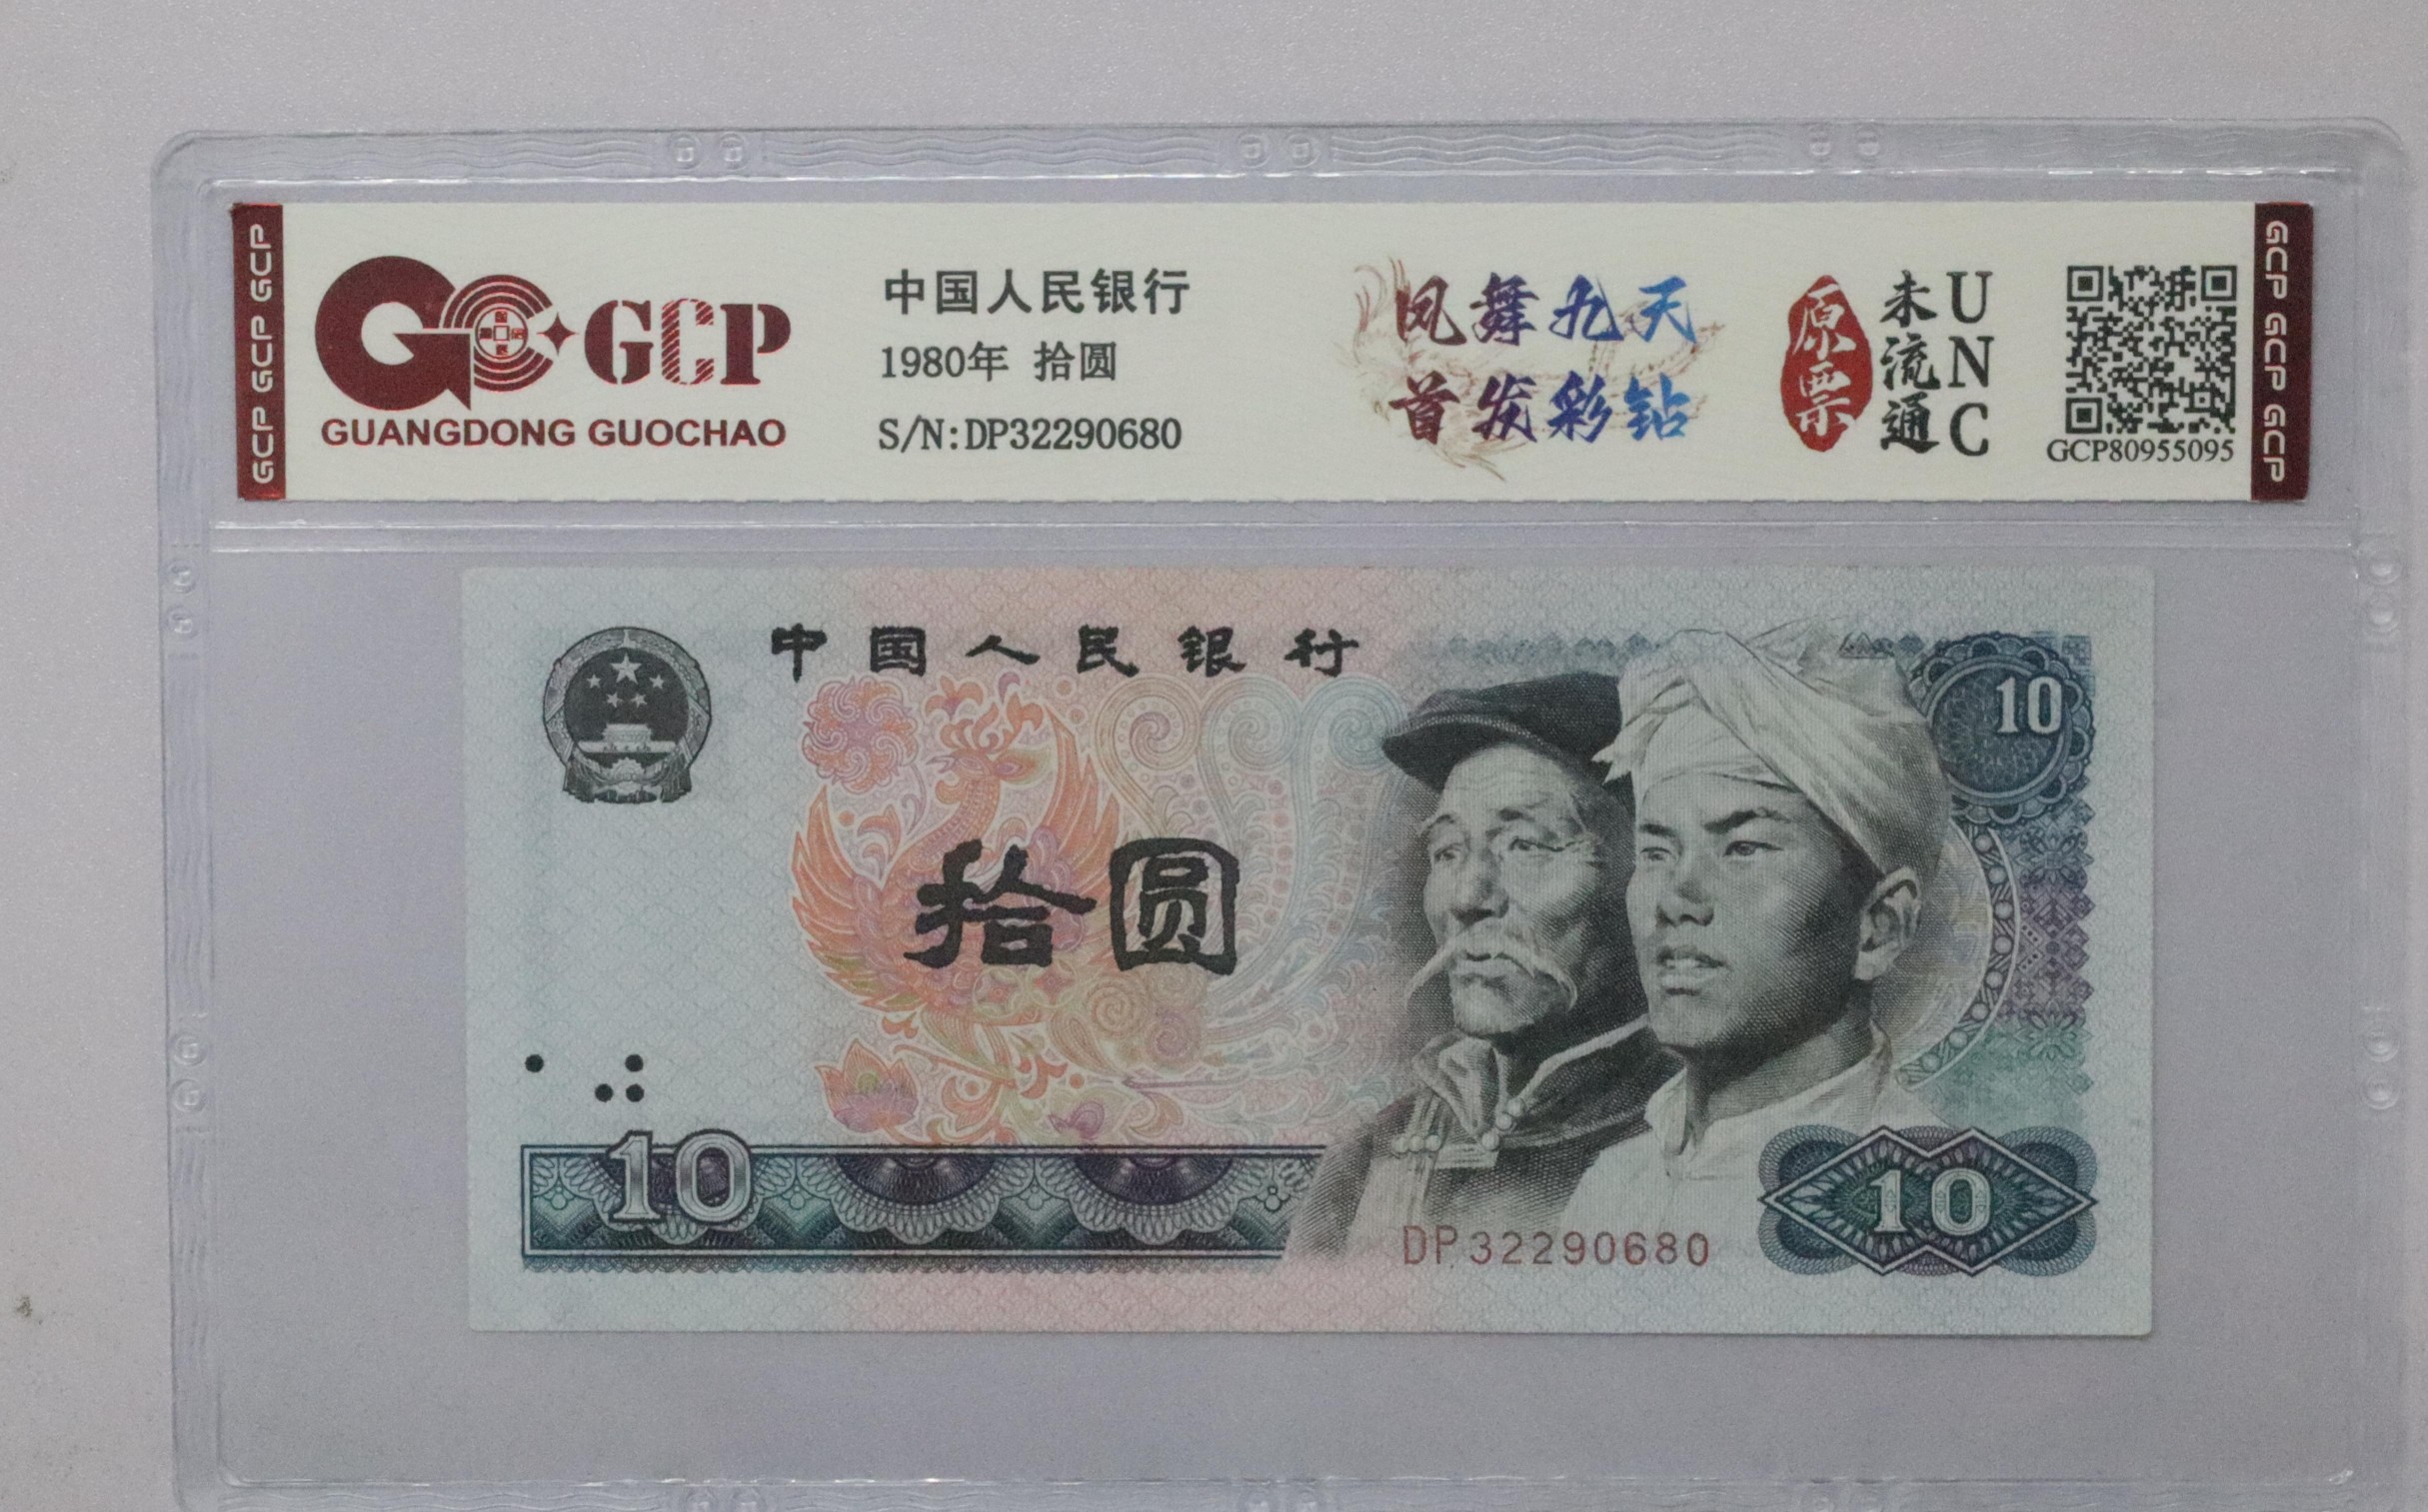 GCP GCP GCP
GCP
GUANGDONG GUOCHAO
中国人民银行
1980年 拾圆
S/N:DP32290680
凤舞九天
首发彩钻
原票
未流通
UNC
GCP80955095
GCP GCP GCP
中国人民银行
10
拾圆
10
DP32290680
10